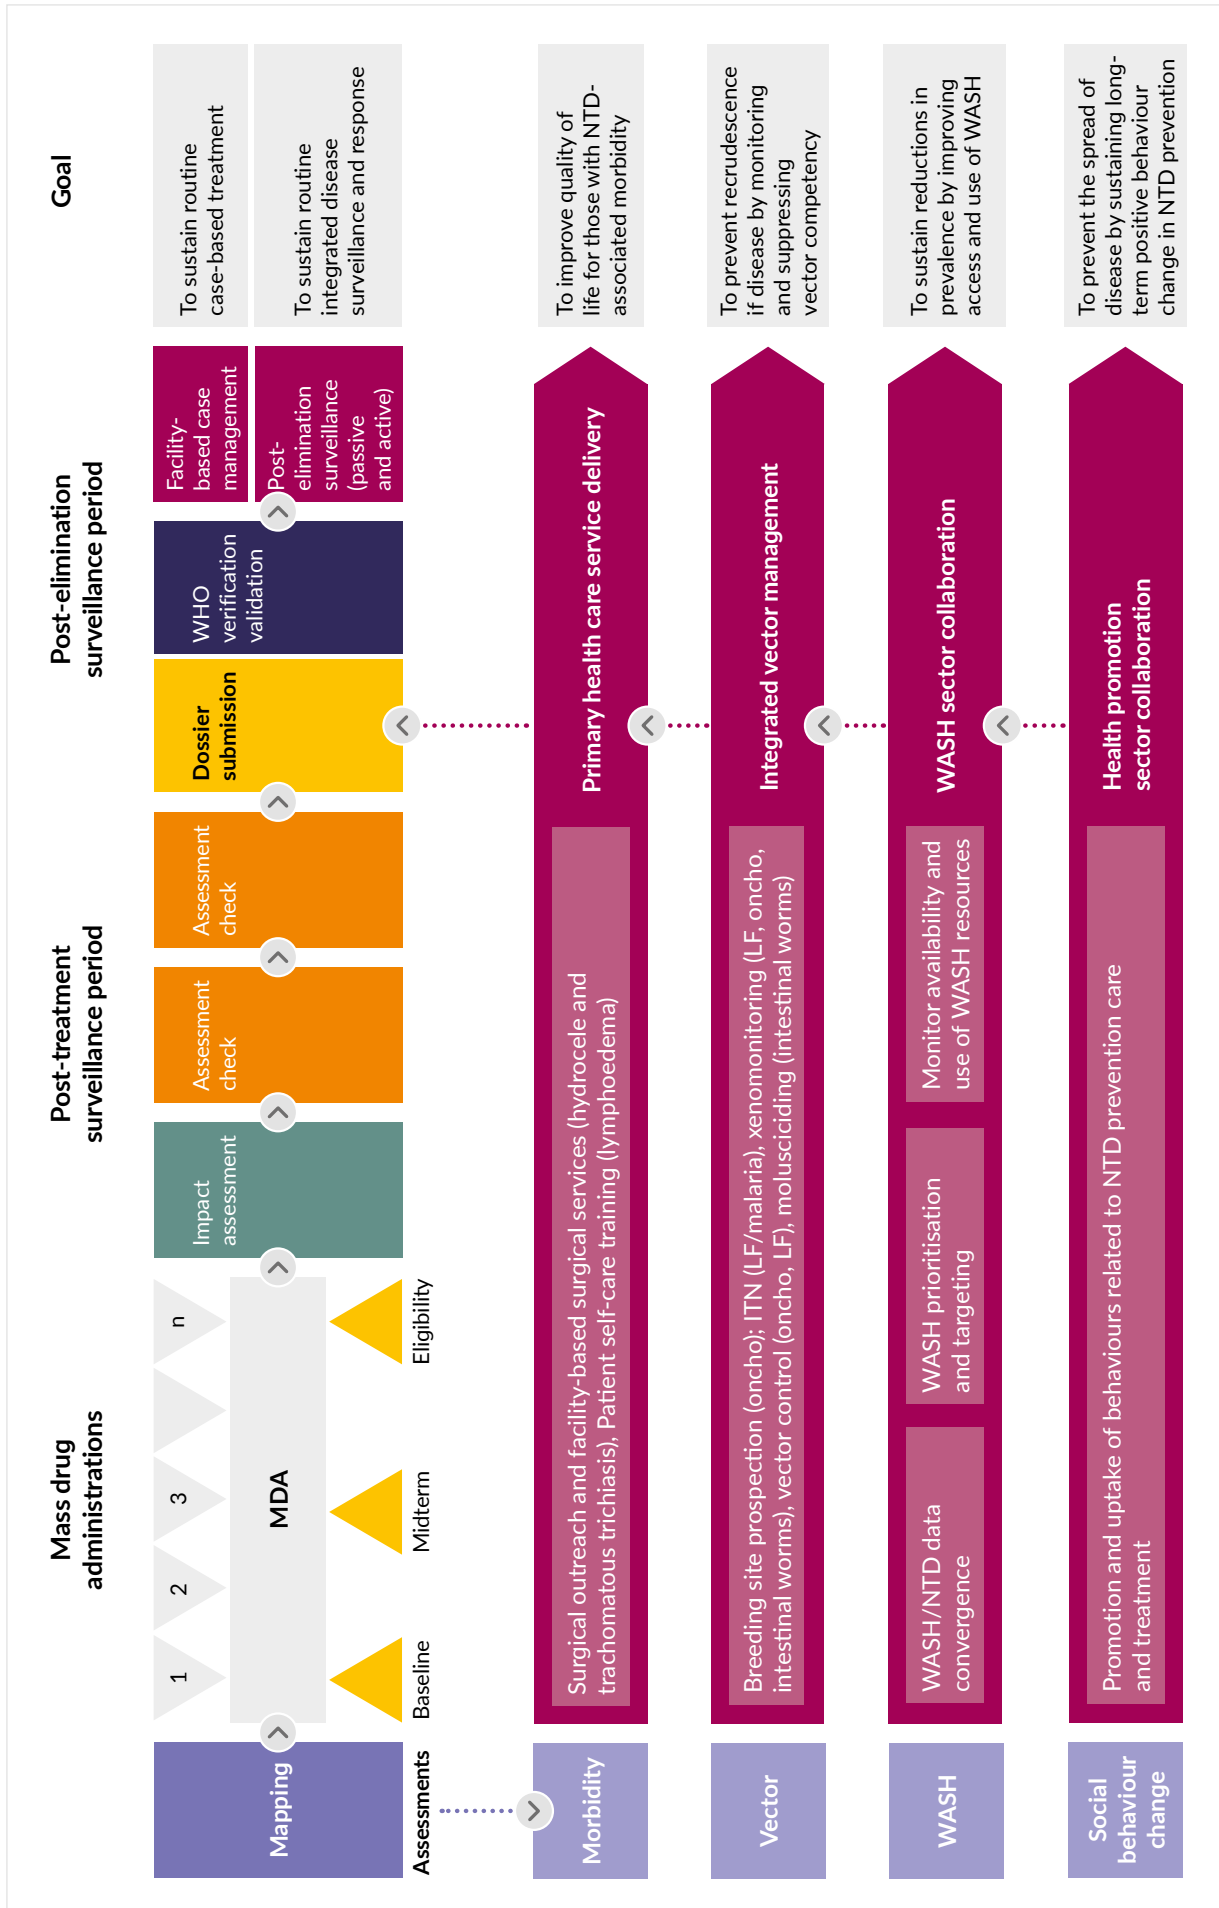 Mass drug
administrations
Post-treatment
surveillance period
Post-elimination
surveillance period
Goal
Mapping
1
2
3
n
MDA
Baseline
Midterm
Eligibility
Assessments
Impact
assessment
Assessment
check
Assessment
check
Dossier
submission
WHO
verification
validation
Facility-
based case
management
Post-
elimination
surveillance
(passive
and active)
To sustain routine
case-based treatment
To sustain routine
integrated disease
surveillance and response
Morbidity
Surgical outreach and facility-based surgical services (hydrocele and
trachomatous trichiasis), Patient self-care training (lymphoedema)
Primary health care service delivery
To improve quality of
life for those with NTD-
associated morbidity
Vector
Breeding site prospection (oncho); ITN (LF/malaria), xenomonitoring (LF, oncho,
intestinal worms), vector control (oncho, LF), molusciciding (intestinal worms)
Integrated vector management
To prevent recrudescence
if disease by monitoring
and suppressing
vector competency
WASH
WASH/NTD data
convergence
WASH prioritisation
and targeting
Monitor availability and
use of WASH resources
WASH sector collaboration
To sustain reductions in
prevalence by improving
access and use of WASH
Social
behaviour
change
Promotion and uptake of behaviours related to NTD prevention care
and treatment
Health promotion
sector collaboration
To prevent the spread of
disease by sustaining long-
term positive behaviour
change in NTD prevention